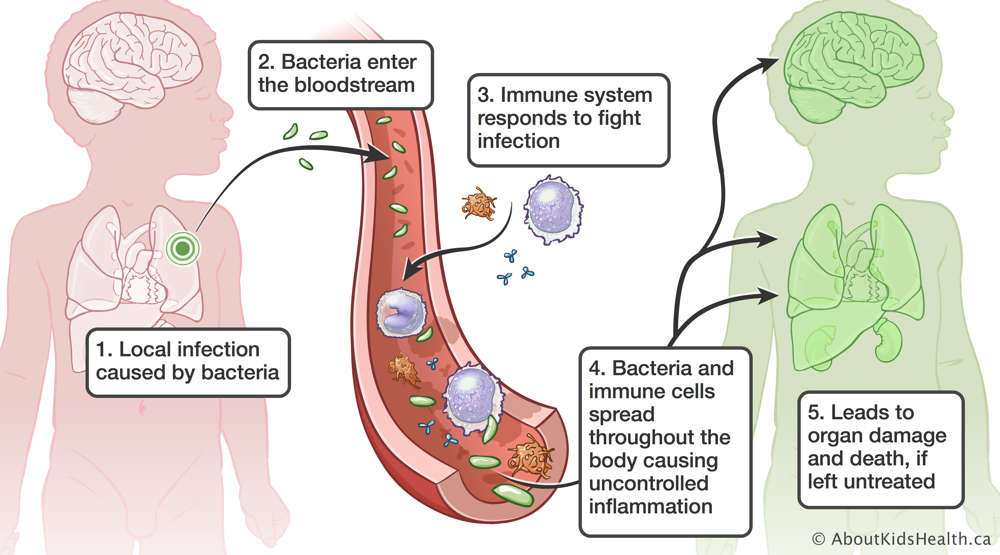 2. Bacteria enter
the bloodstream
3. Immune system
responds to fight
infection
1. Local infection
caused by bacteria
4. Bacteria and
immune cells
spread
throughout the
body causing
uncontrolled
inflammation
5. Leads to
organ damage
and death, if
left untreated
© AboutKidsHealth.ca